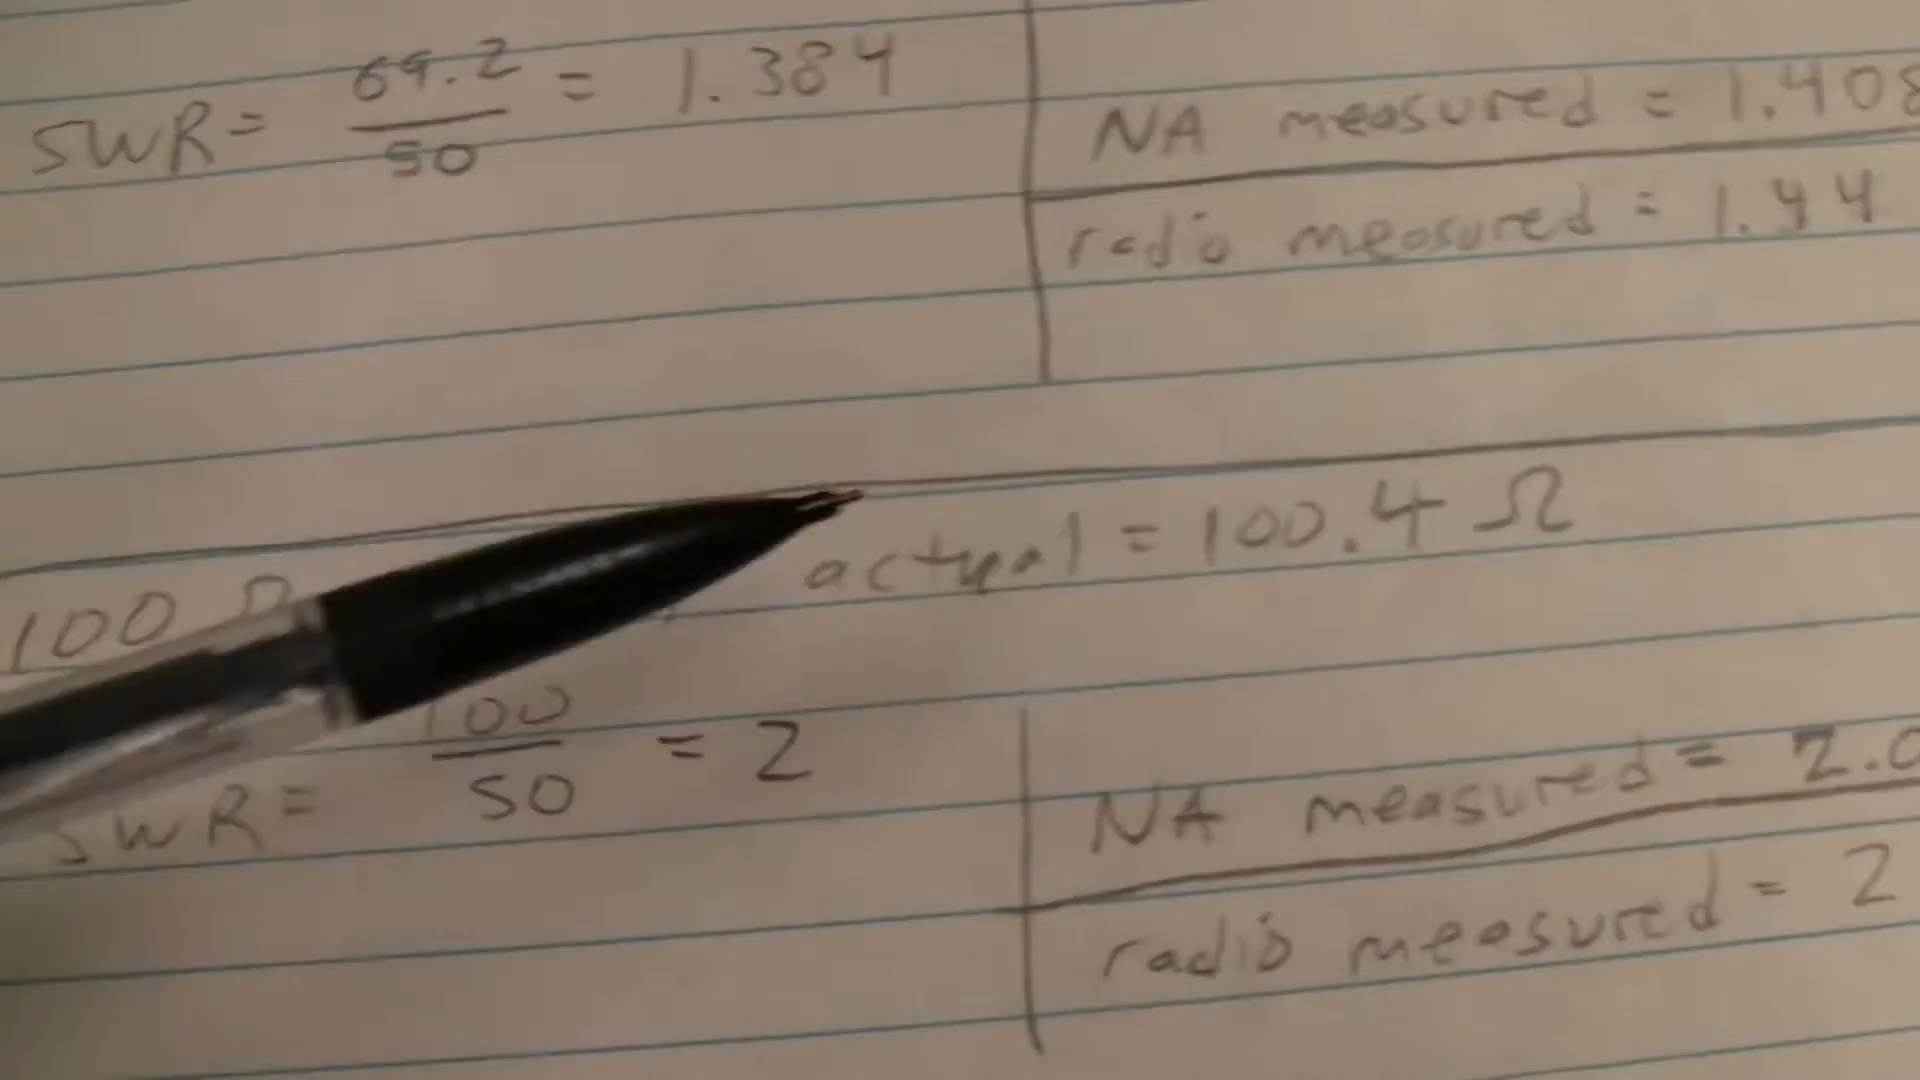 SWR = 69.2 / 50 = 1.384
NA measured = 1.408
radio measured = 1.44
100 Ω actual = 100.4 Ω
SWR = 100 / 50 = 2
NA measured = 2.0
radio measured = 2